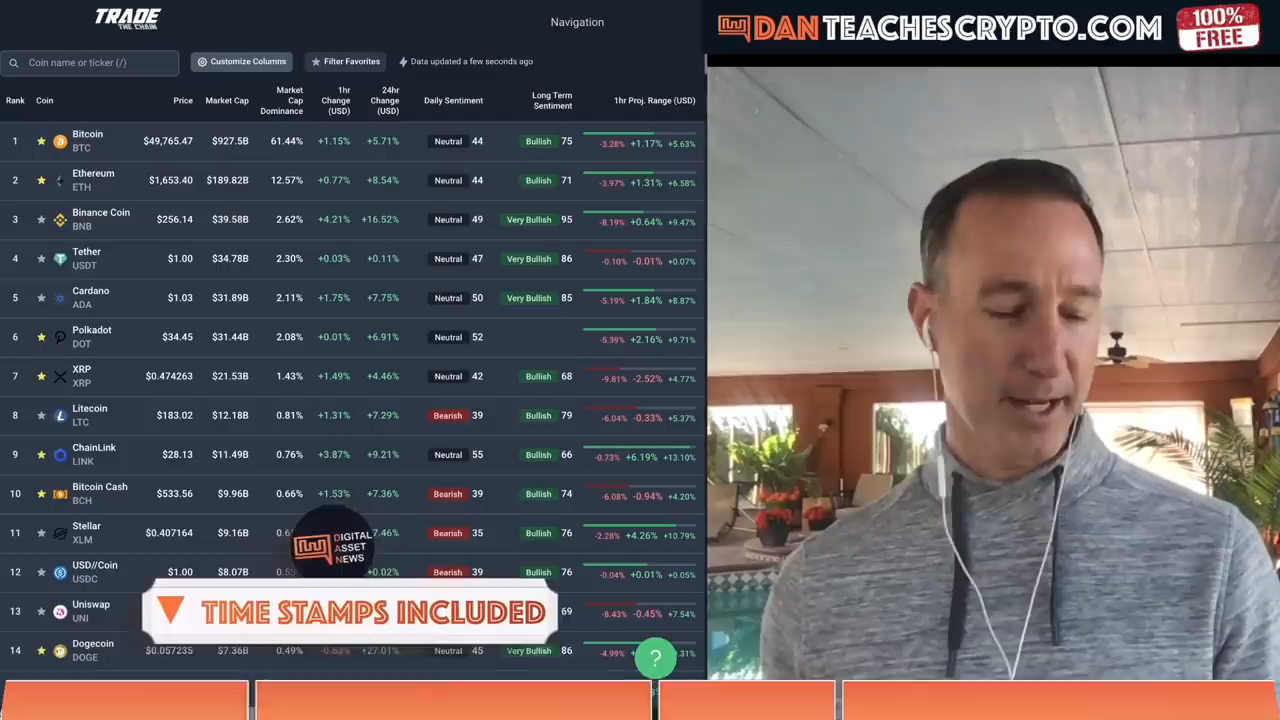 TRADE
THE CHAIN
Navigation
DANTEACHESCRYPTO.COM
100%
FREE
Coin name or ticker (/)
Customize Columns
Filter Favorites
Data updated a few seconds ago
Rank Coin Price Market Cap Market Cap Dominance 1hr Change (USD) 24hr Change (USD) Daily Sentiment Long Term Sentiment 1hr Proj. Range (USD)
1 Bitcoin BTC $49,765.47 $927.5B 61.44% +1.15% +5.71% Neutral 44 Bullish 75 -3.28% +1.17% +5.63%
2 Ethereum ETH $1,653.40 $189.82B 12.57% +0.77% +8.54% Neutral 44 Bullish 71 -3.97% +1.31% +6.58%
3 Binance Coin BNB $256.14 $39.58B 2.62% +4.21% +16.52% Neutral 49 Very Bullish 95 -8.19% +0.64% +9.47%
4 Tether USDT $1.00 $34.78B 2.30% +0.03% +0.11% Neutral 47 Very Bullish 86 -0.10% -0.01% +0.07%
5 Cardano ADA $1.03 $31.89B 2.11% +1.75% +7.75% Neutral 50 Very Bullish 85 -5.19% +1.84% +8.87%
6 Polkadot DOT $34.45 $31.44B 2.08% +0.01% +6.91% Neutral 52 -5.39% +2.16% +9.71%
7 XRP XRP $0.474263 $21.53B 1.43% +1.49% +4.46% Neutral 42 Bullish 68 -9.81% -2.52% +4.77%
8 Litecoin LTC $183.02 $12.18B 0.81% +1.31% +7.29% Bearish 39 Bullish 79 -6.04% -0.33% +5.37%
9 ChainLink LINK $28.13 $11.49B 0.76% +3.87% +9.21% Neutral 55 Bullish 66 -0.73% +6.19% +13.10%
10 Bitcoin Cash BCH $533.56 $9.96B 0.66% +1.53% +7.36% Bearish 39 Bullish 74 -6.08% -0.94% +4.20%
11 Stellar XLM $0.407164 $9.16B 7.46% Bearish 35 Bullish 76 -2.28% +4.26% +10.79%
12 USD//Coin USDC $1.00 $8.07B +0.02% Bearish 39 Bullish 76 -0.04% +0.01% +0.05%
13 Uniswap UNI 69 -8.43% -0.45% +7.54%
14 Dogecoin DOGE $0.057235 $7.36B 0.49% -0.83% +27.01% Neutral 45 Very Bullish 86 -4.99%
DIGITAL
ASSET
NEWS
TIME STAMPS INCLUDED
?